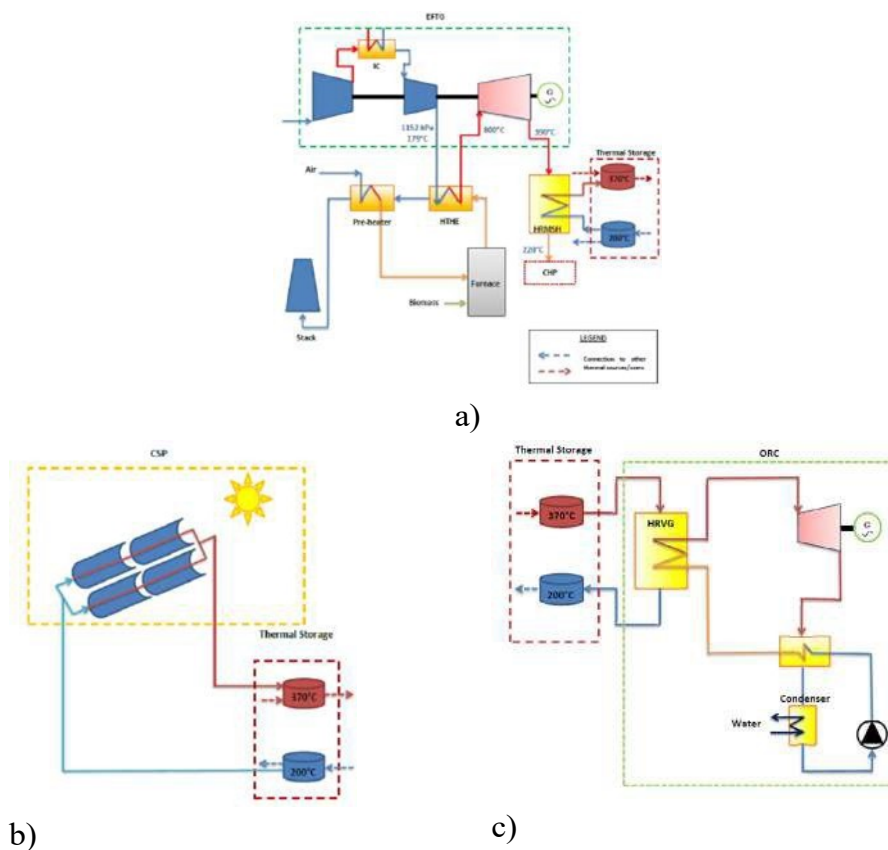 EFTG
IC
G
1152 kPa
179°C
800°C
390°C
Thermal Storage
370°C
200°C
Air
Pre-heater
HTHE
HRMSH
220°C
CHP
Furnace
Biomass
Stack
LEGEND
Connection to other
thermal sources/users
a)
CSP
Thermal Storage
370°C
200°C
b)
Thermal Storage
ORC
370°C
HRVG
G
200°C
Condenser
Water
c)